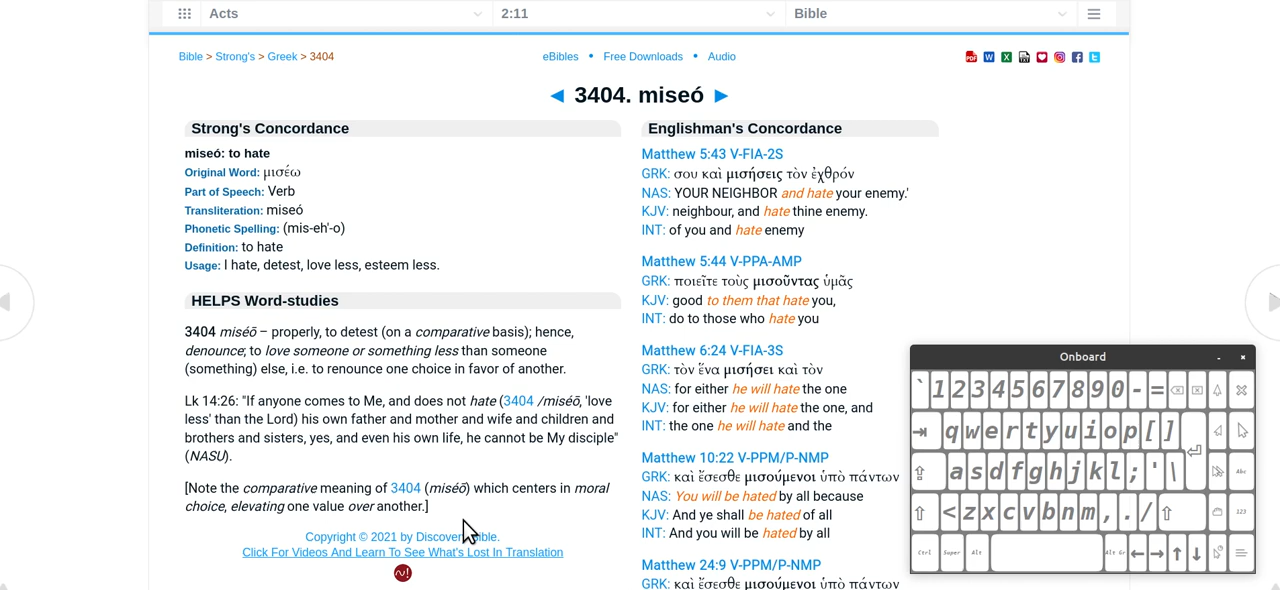 Acts 2:11 Bible
Bible > Strong's > Greek > 3404
eBibles • Free Downloads • Audio
◄ 3404. miseó ►
Strong's Concordance
miseó: to hate
Original Word: μισέω
Part of Speech: Verb
Transliteration: miseó
Phonetic Spelling: (mis-eh'-o)
Definition: to hate
Usage: I hate, detest, love less, esteem less.
HELPS Word-studies
3404 miséō – properly, to detest (on a comparative basis); hence,
denounce; to love someone or something less than someone
(something) else, i.e. to renounce one choice in favor of another.
Lk 14:26: "If anyone comes to Me, and does not hate (3404 /miséō, 'love
less' than the Lord) his own father and mother and wife and children and
brothers and sisters, yes, and even his own life, he cannot be My disciple"
(NASU).
[Note the comparative meaning of 3404 (miséō) which centers in moral
choice, elevating one value over another.]
Copyright © 2021 by Discover Bible.
Click For Videos And Learn To See What's Lost In Translation
Englishman's Concordance
Matthew 5:43 V-FIA-2S
GRK: σου καὶ μισήσεις τὸν ἐχθρόν
NAS: YOUR NEIGHBOR and hate your enemy.'
KJV: neighbour, and hate thine enemy.
INT: of you and hate enemy
Matthew 5:44 V-PPA-AMP
GRK: ποιεῖτε τοὺς μισοῦντας ὑμᾶς
KJV: good to them that hate you,
INT: do to those who hate you
Matthew 6:24 V-FIA-3S
GRK: τὸν ἕνα μισήσει καὶ τὸν
NAS: for either he will hate the one
KJV: for either he will hate the one, and
INT: the one he will hate and the
Matthew 10:22 V-PPM/P-NMP
GRK: καὶ ἔσεσθε μισούμενοι ὑπὸ πάντων
NAS: You will be hated by all because
KJV: And ye shall be hated of all
INT: And you will be hated by all
Matthew 24:9 V-PPM/P-NMP
GRK: καὶ ἔσεσθε μισούμενοι ὑπὸ πάντων
Onboard
` 1 2 3 4 5 6 7 8 9 0 - =
q w e r t y u i o p [ ]
a s d f g h j k l ; ' \ Abc
< z x c v b n m , . / 123
Ctrl Super Alt Alt Gr